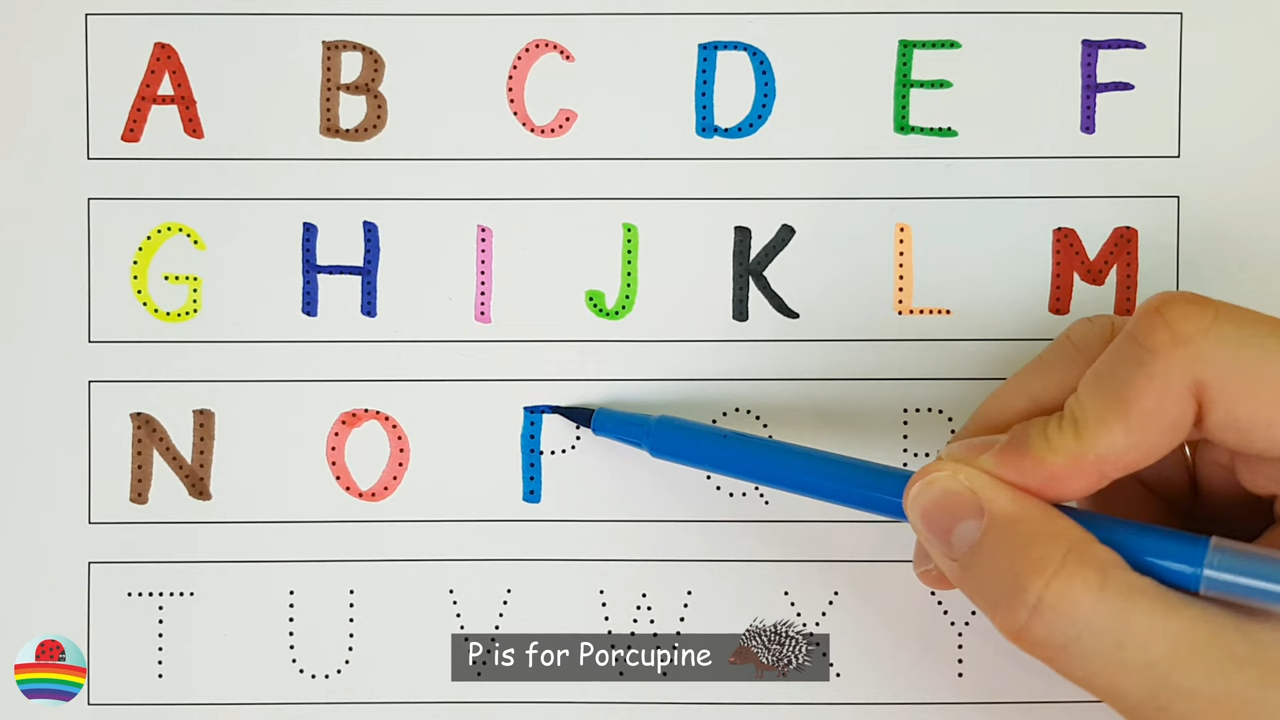 A B C D E F
G H I J K L M
N O P Q R
T U V W X Y
P is for Porcupine